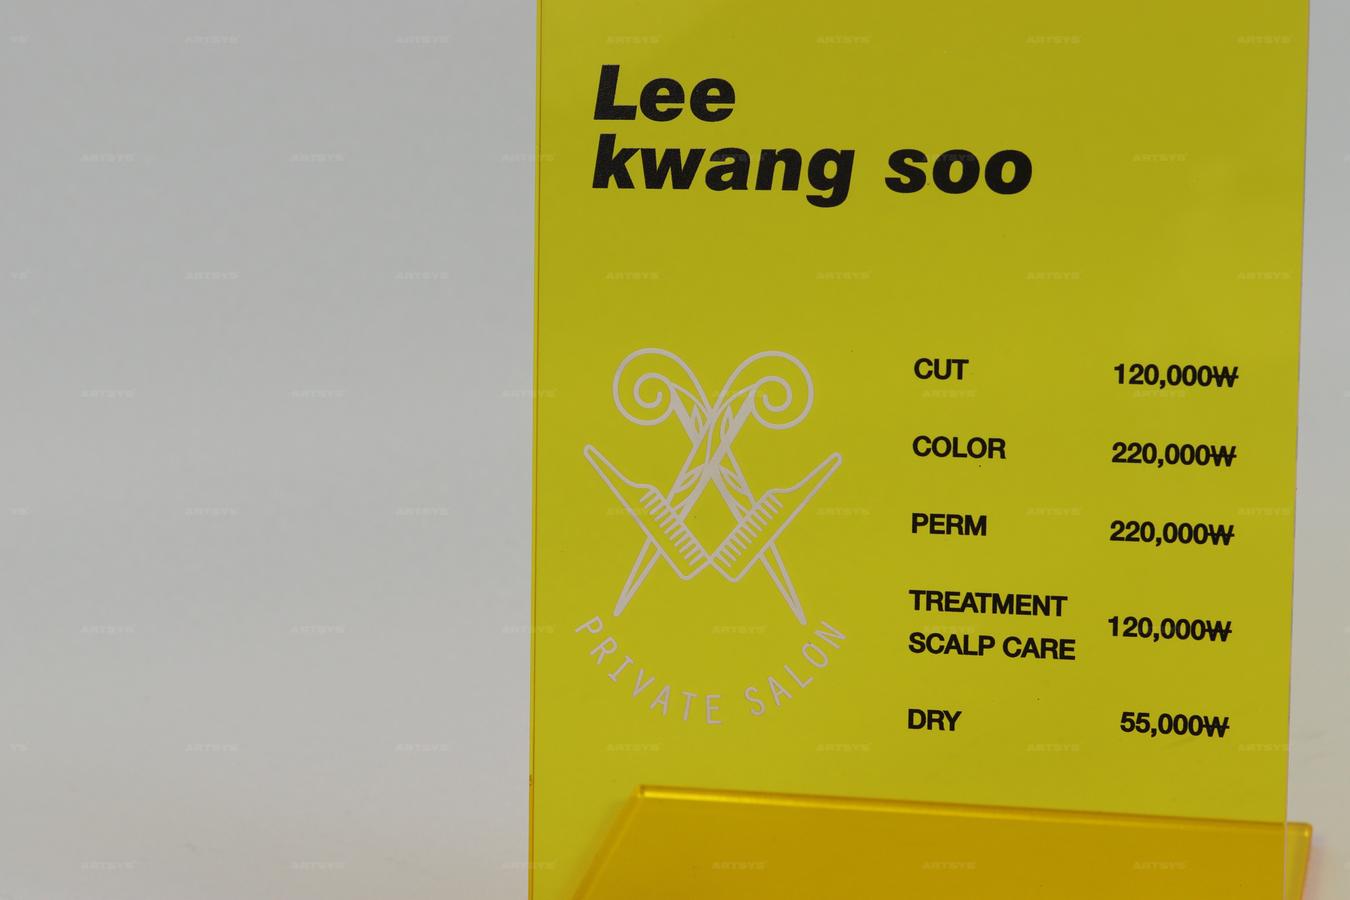 Lee
kwang soo
CUT 120,000₩
COLOR 220,000₩
PERM 220,000₩
TREATMENT
SCALP CARE 120,000₩
DRY 55,000₩
PRIVATE SALON
ARTSYS